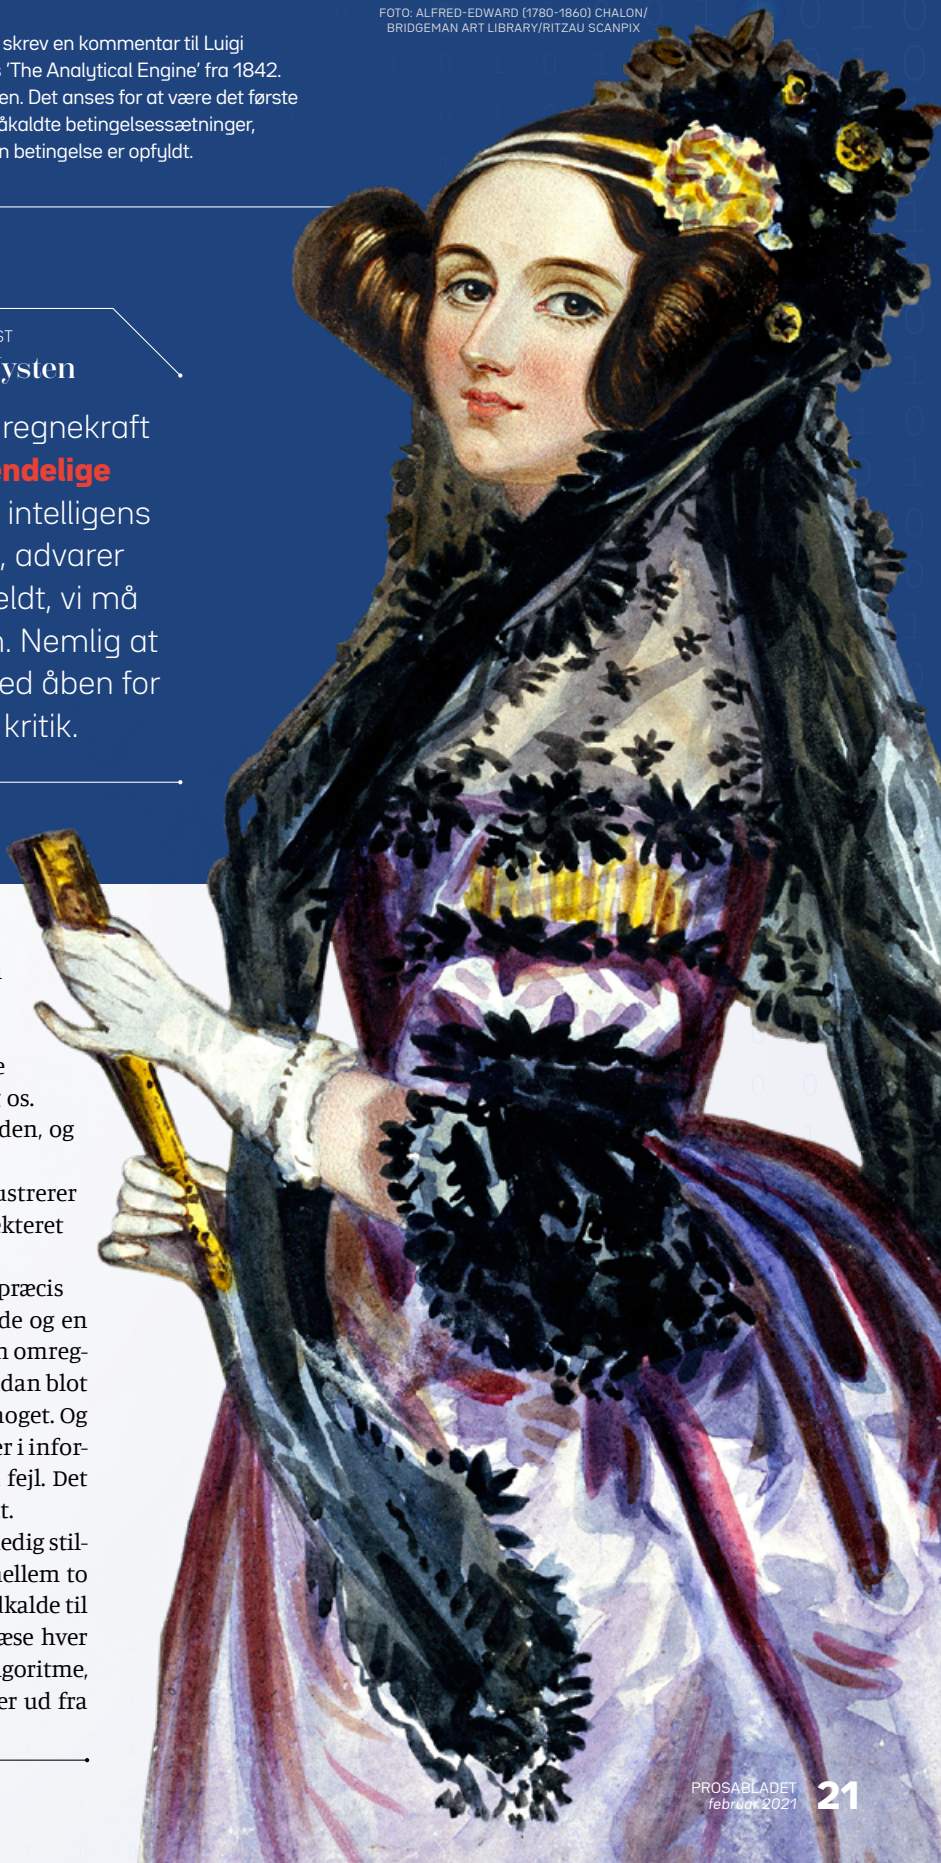 FOTO: ALFRED-EDWARD (1780-1860) CHALON/
BRIDGEMAN ART LIBRARY/RITZAU SCANPIX
skrev en kommentar til Luigi
'The Analytical Engine' fra 1842.
en. Det anses for at være det første
åkaldte betingelsessætninger,
n betingelse er opfyldt.
ST
ysten
regnekraft
endelige
intelligens
, advarer
eldt, vi må
n. Nemlig at
ed åben for
kritik.
e
os.
den, og
ustrerer
ekteret
præcis
de og en
n omreg-
dan blot
noget. Og
er i infor-
fejl. Det
t.
edig stil-
nellem to
lkalde til
æse hver
goritme,
er ud fra
PROSABLADET
februar 2021
21